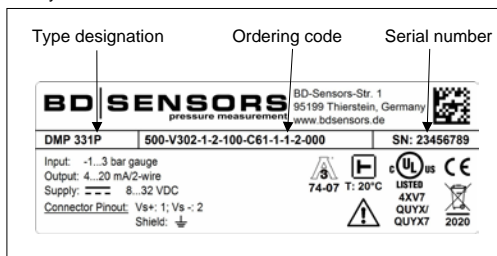 Type designation
Ordering code
Serial number
BD SENSORS
pressure measurement
BD-Sensors-Str. 1
95199 Thierstein, Germany
www.bdsensors.de
DMP 331P
500-V302-1-2-100-C61-1-1-2-000
SN: 23456789
Input: -1...3 bar gauge
Output: 4...20 mA/2-wire
Supply: 8...32 VDC
Connector Pinout: Vs+: 1; Vs -: 2
Shield:
3
74-07
T: 20°C
c UL us
LISTED
4XV7
QUYX/
QUYX7
CE
2020